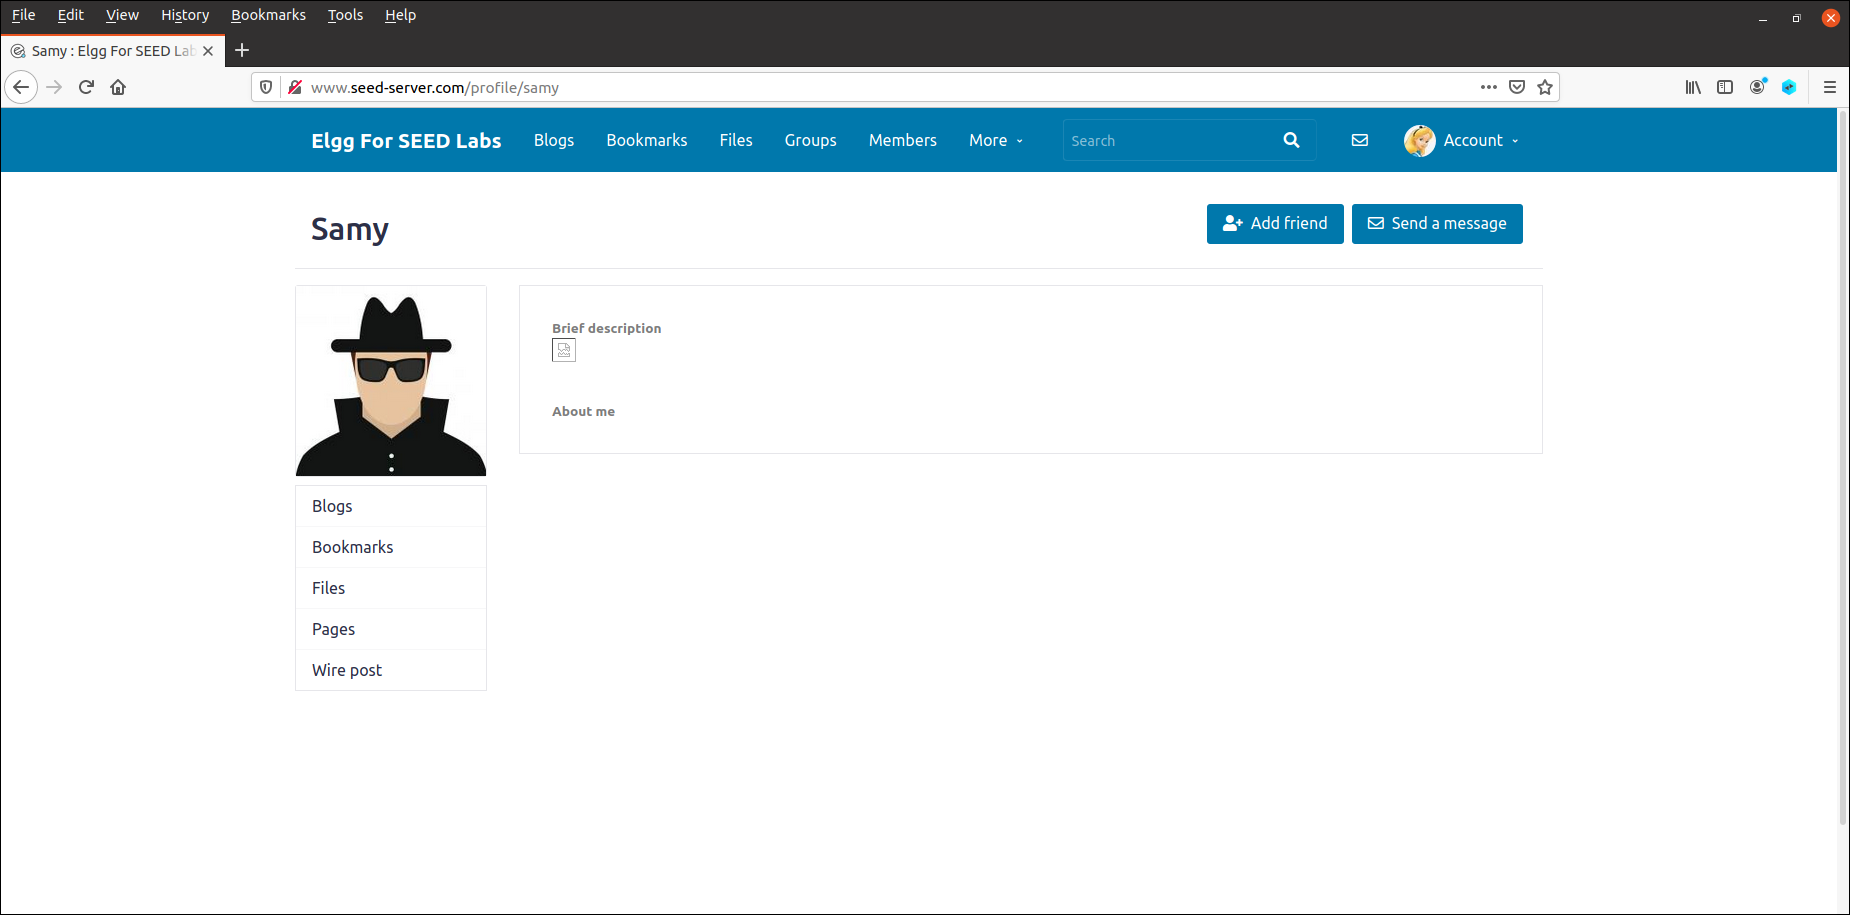 File Edit View History Bookmarks Tools Help
Samy : Elgg For SEED Lab
www.seed-server.com/profile/samy
Elgg For SEED Labs Blogs Bookmarks Files Groups Members More Search Account
Samy Add friend Send a message
Brief description
About me
Blogs
Bookmarks
Files
Pages
Wire post